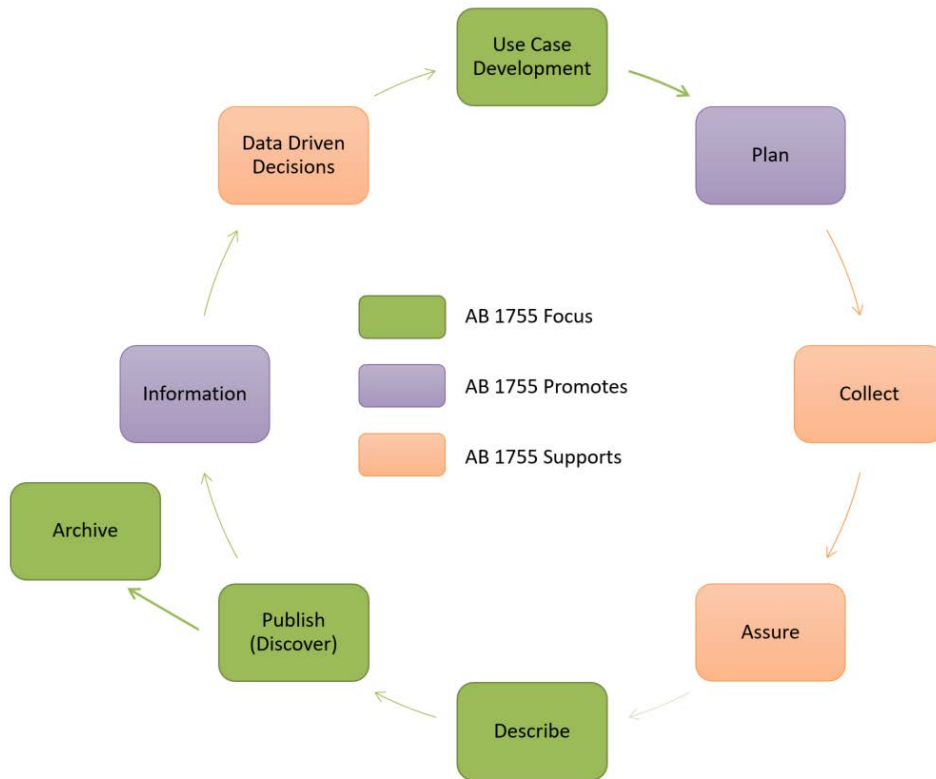 Use Case
Development
Plan
Collect
Assure
Describe
Publish
(Discover)
Archive
Information
Data Driven
Decisions
AB 1755 Focus
AB 1755 Promotes
AB 1755 Supports